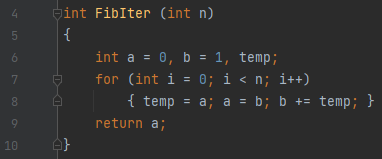 4 int FibIter (int n)
5 {
6     int a = 0, b = 1, temp;
7     for (int i = 0; i < n; i++)
8         { temp = a; a = b; b += temp; }
9     return a;
10 }